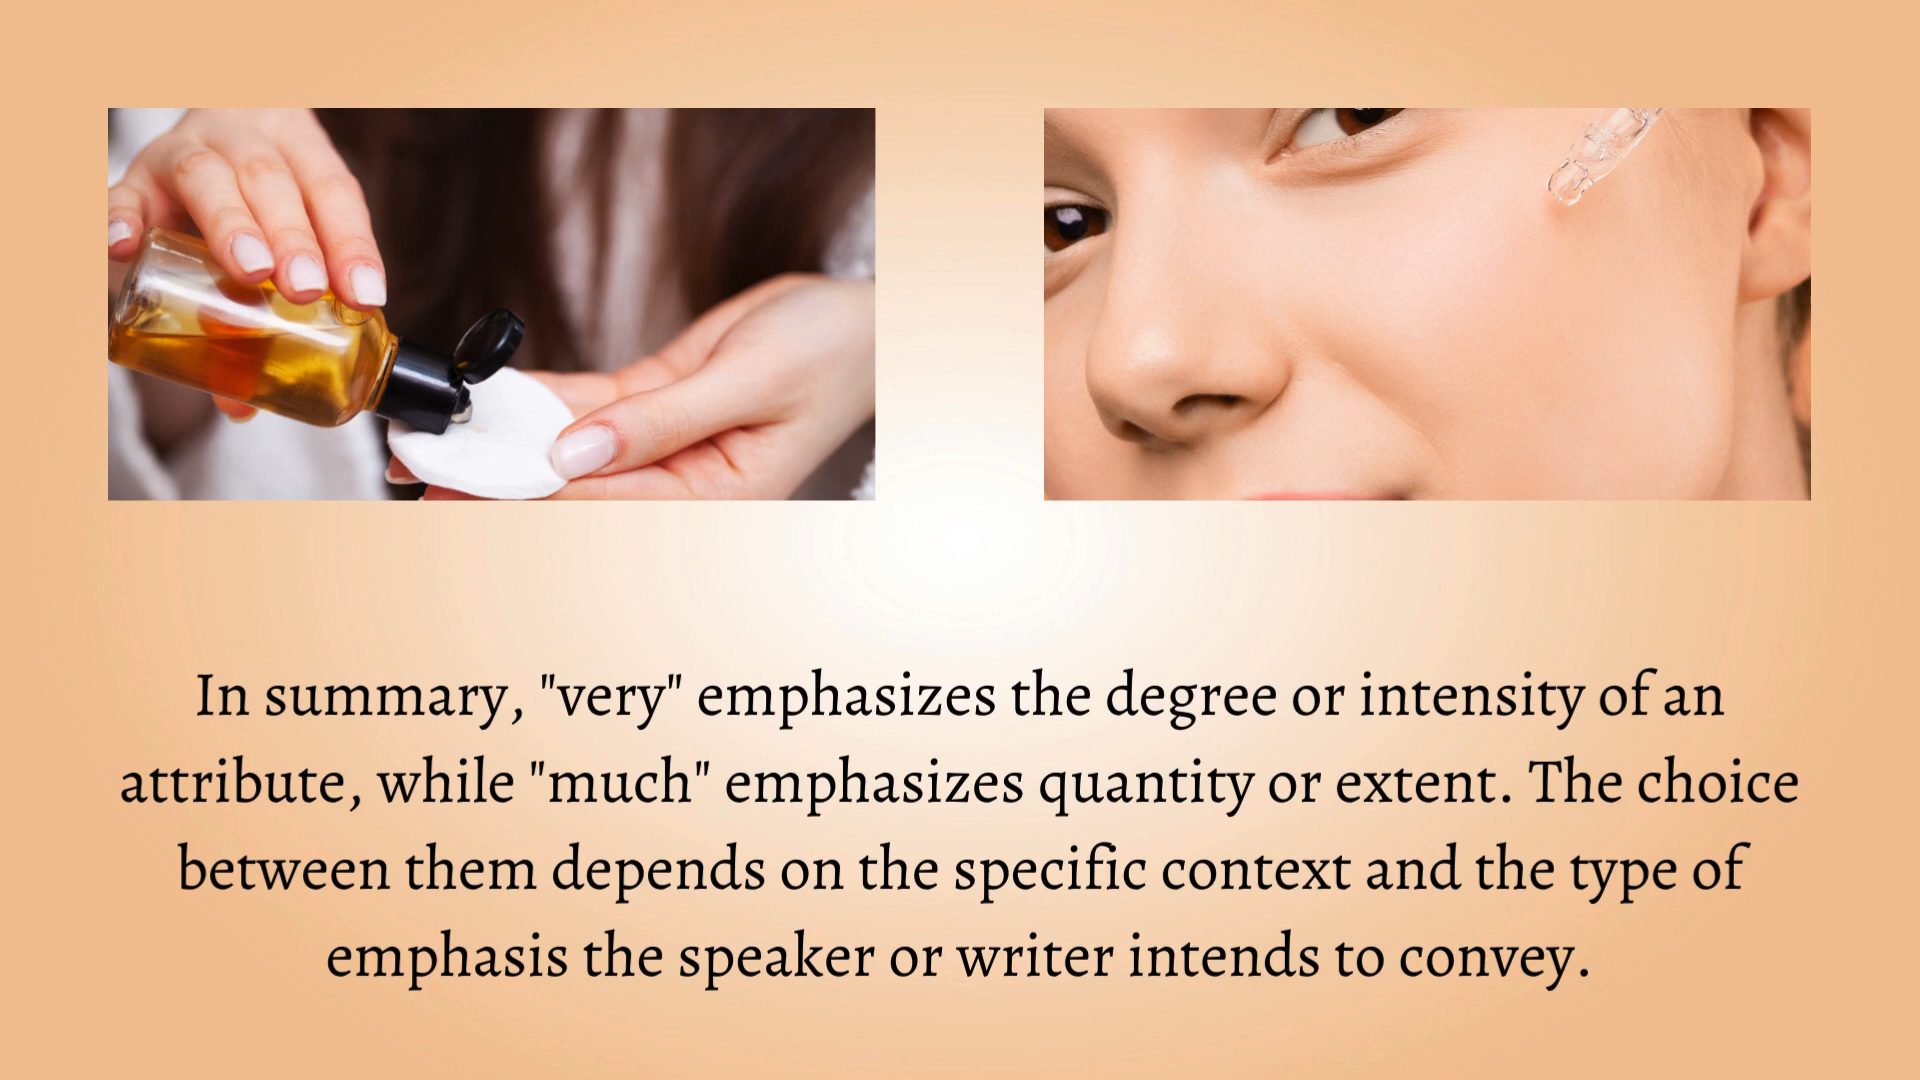 In summary, "very" emphasizes the degree or intensity of an
attribute, while "much" emphasizes quantity or extent. The choice
between them depends on the specific context and the type of
emphasis the speaker or writer intends to convey.